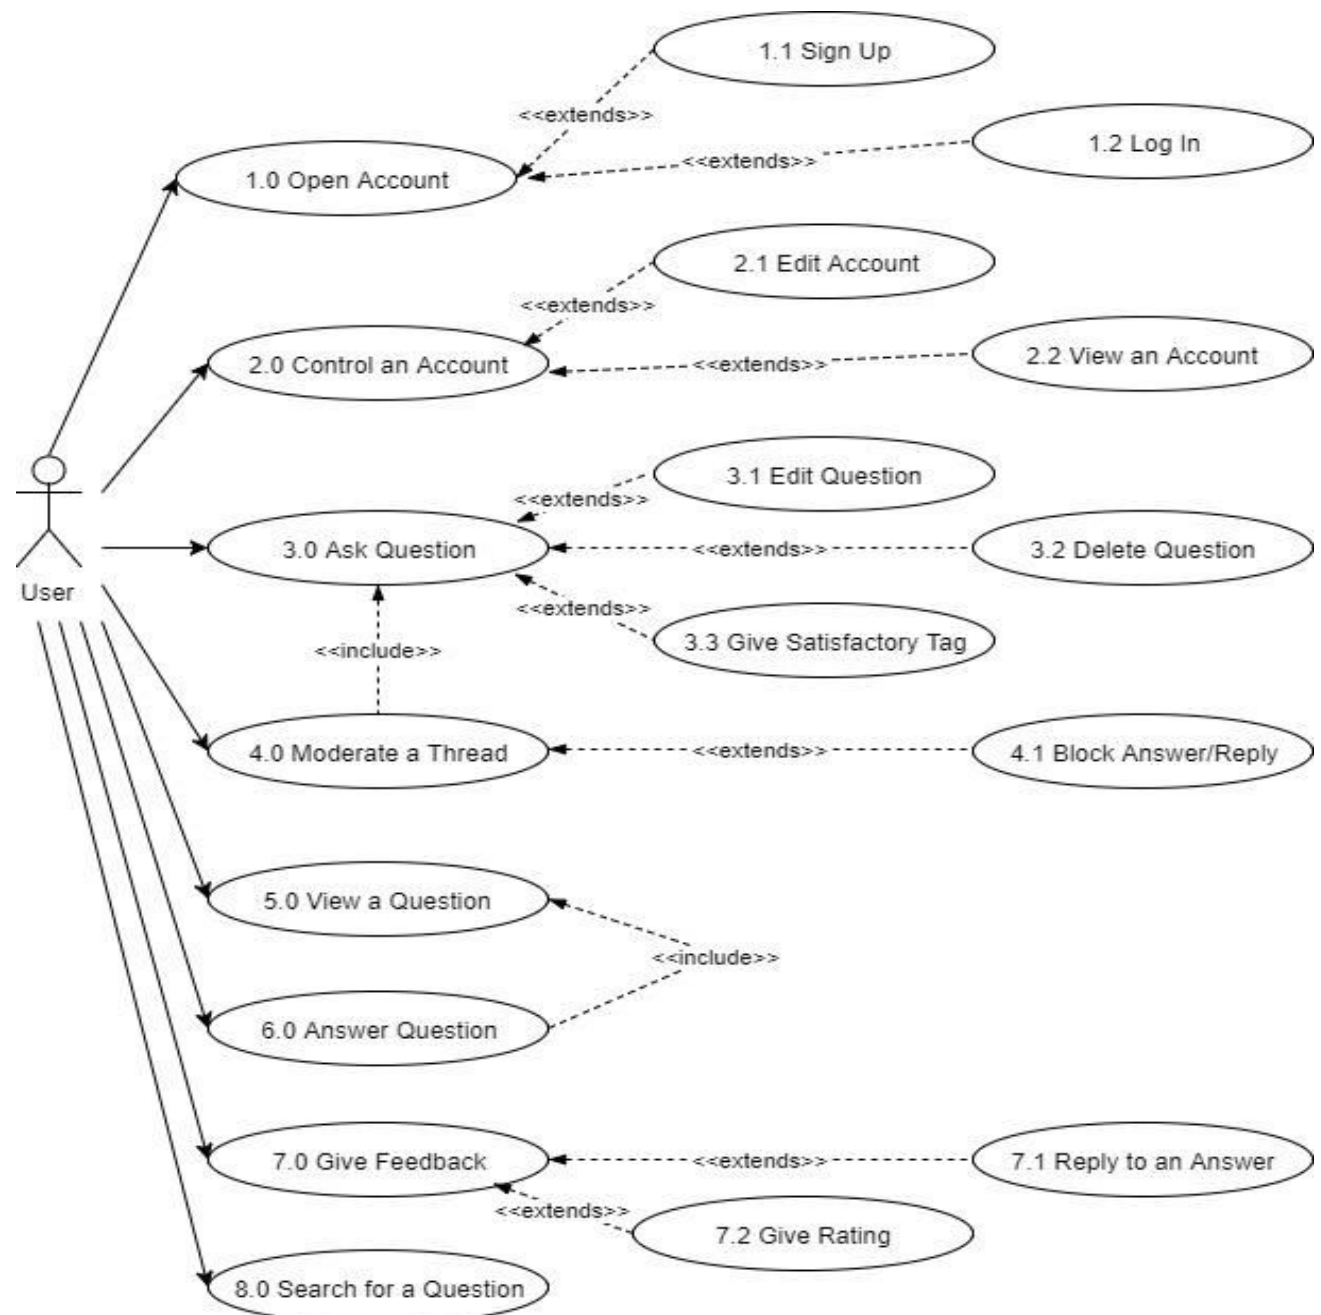 1.1 Sign Up
<<extends>>
1.2 Log In
<<extends>>
1.0 Open Account
2.1 Edit Account
<<extends>>
2.2 View an Account
<<extends>>
2.0 Control an Account
3.1 Edit Question
<<extends>>
3.0 Ask Question
<<extends>>
3.2 Delete Question
User
<<extends>>
3.3 Give Satisfactory Tag
<<include>>
4.0 Moderate a Thread
<<extends>>
4.1 Block Answer/Reply
5.0 View a Question
<<include>>
6.0 Answer Question
7.0 Give Feedback
<<extends>>
7.1 Reply to an Answer
<<extends>>
7.2 Give Rating
8.0 Search for a Question